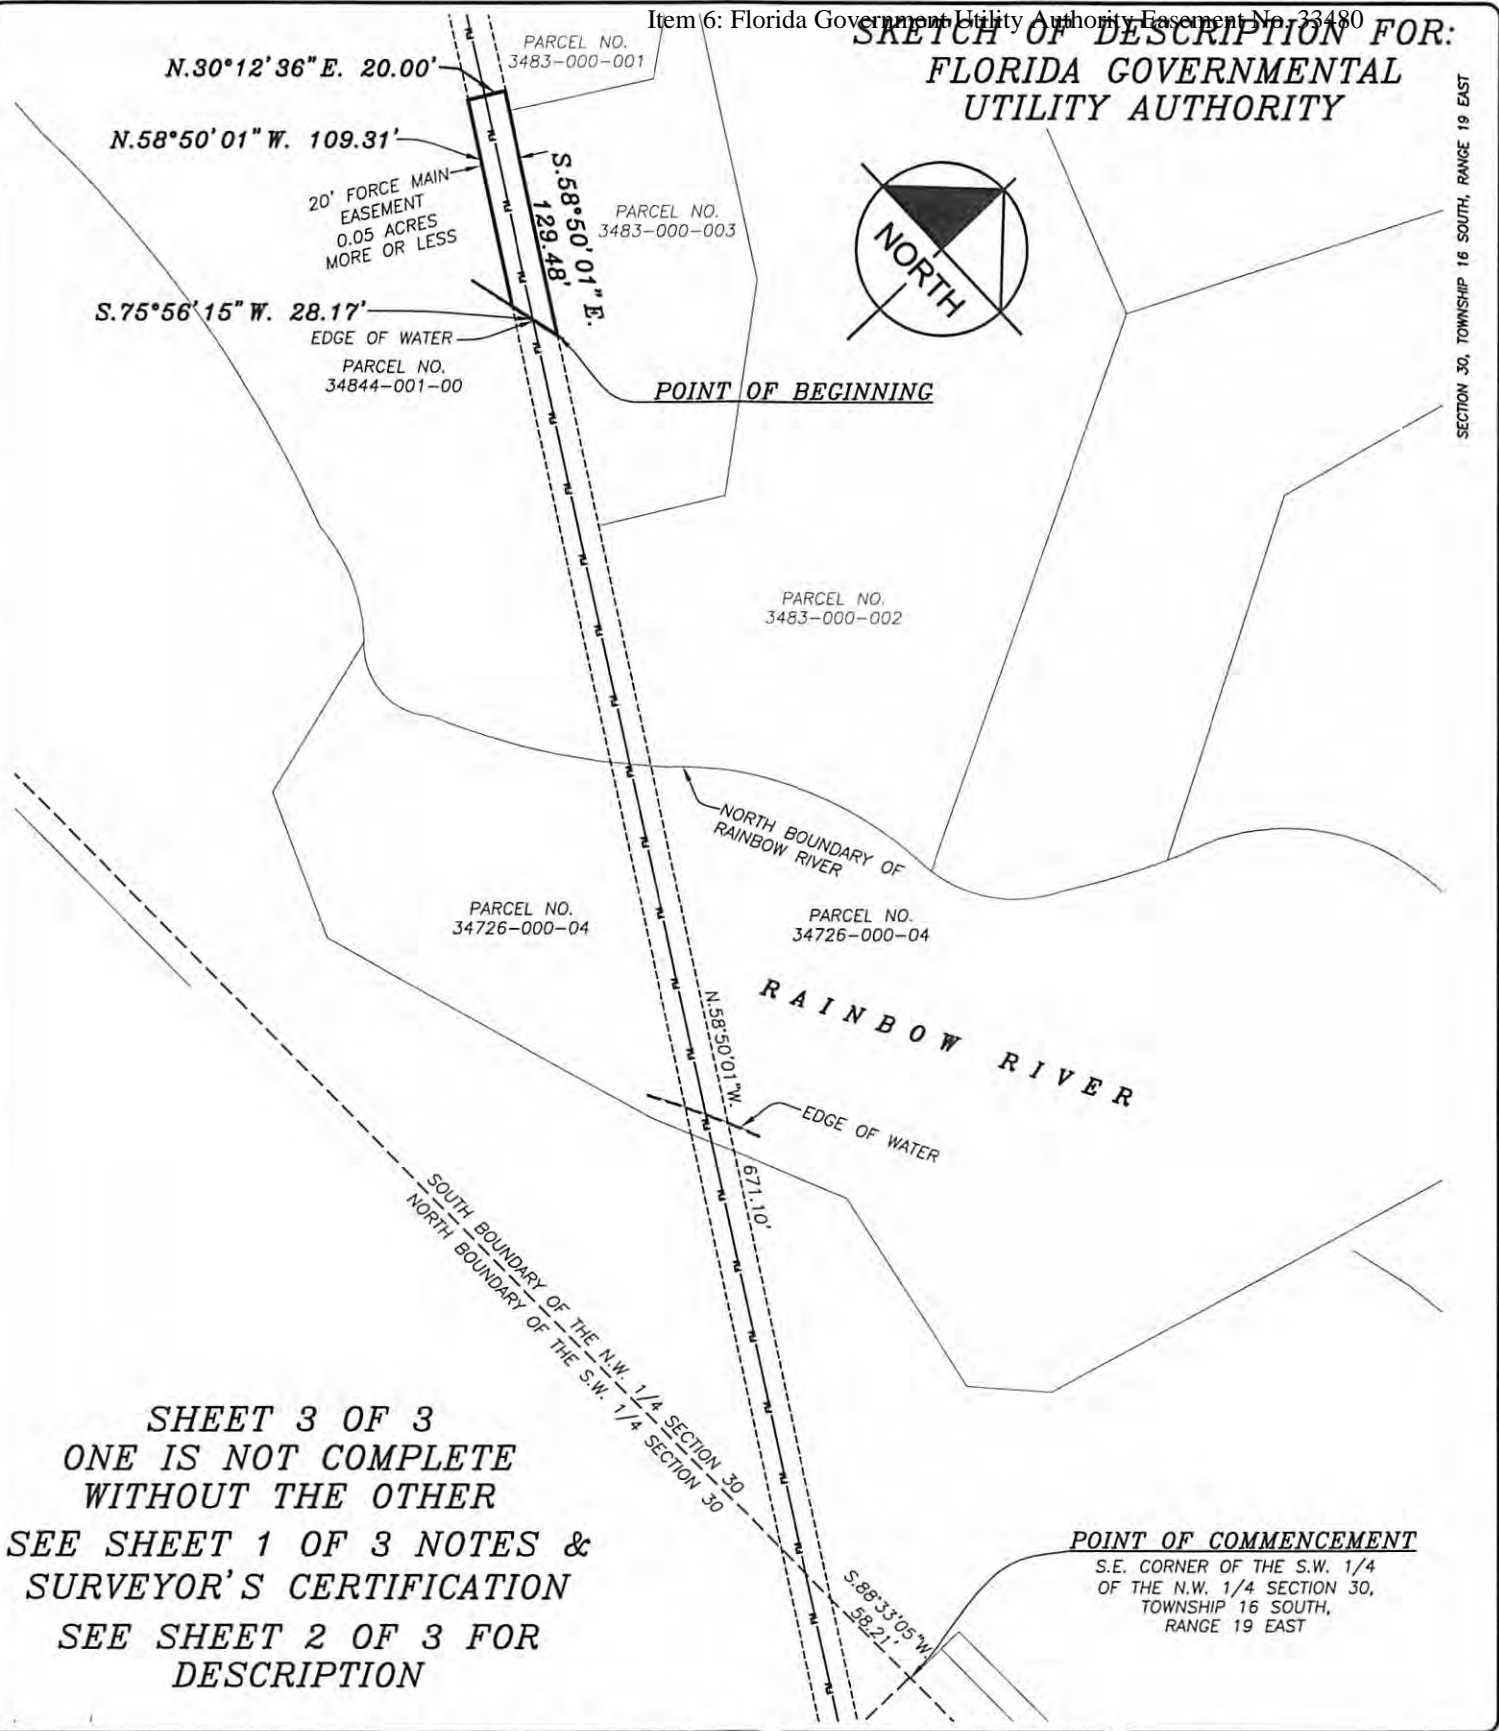 Item 6: Florida Government Utility Authority Easement No. 33480
SKETCH OF DESCRIPTION FOR:
FLORIDA GOVERNMENTAL
UTILITY AUTHORITY
SECTION 30, TOWNSHIP 16 SOUTH, RANGE 19 EAST
PARCEL NO.
3483-000-001
N.30°12'36"E. 20.00'
N.58°50'01"W. 109.31'
20' FORCE MAIN
EASEMENT
0.05 ACRES
MORE OR LESS
S.58°50'01"E.
129.48'
PARCEL NO.
3483-000-003
NORTH
S.75°56'15"W. 28.17'
EDGE OF WATER
PARCEL NO.
34844-001-00
POINT OF BEGINNING
PARCEL NO.
3483-000-002
NORTH BOUNDARY OF
RAINBOW RIVER
PARCEL NO.
34726-000-04
PARCEL NO.
34726-000-04
RAINBOW RIVER
N.58°50'01"W.
671.10'
EDGE OF WATER
SOUTH BOUNDARY OF THE N.W. 1/4 SECTION 30
NORTH BOUNDARY OF THE S.W. 1/4 SECTION 30
SHEET 3 OF 3
ONE IS NOT COMPLETE
WITHOUT THE OTHER
SEE SHEET 1 OF 3 NOTES &
SURVEYOR'S CERTIFICATION
SEE SHEET 2 OF 3 FOR
DESCRIPTION
S.88°33'05"W.
58.21'
POINT OF COMMENCEMENT
S.E. CORNER OF THE S.W. 1/4
OF THE N.W. 1/4 SECTION 30,
TOWNSHIP 16 SOUTH,
RANGE 19 EAST